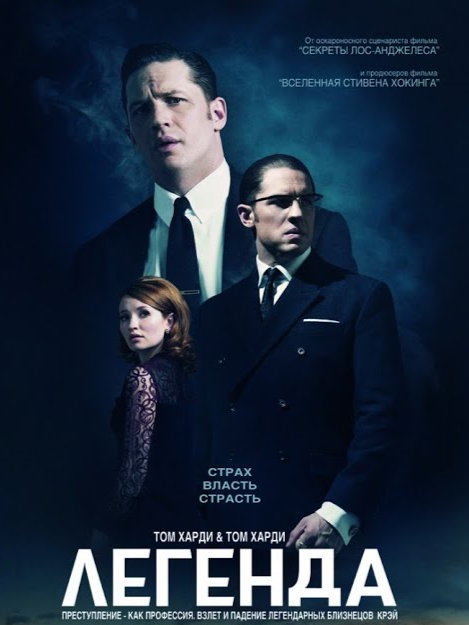 От оскароносного сценариста фильма
"СЕКРЕТЫ ЛОС-АНДЖЕЛЕСА"
и продюсеров фильма
"ВСЕЛЕННАЯ СТИВЕНА ХОКИНГА"
СТРАХ
ВЛАСТЬ
СТРАСТЬ
ТОМ ХАРДИ & ТОМ ХАРДИ
ЛЕГЕНДА
ПРЕСТУПЛЕНИЕ - КАК ПРОФЕССИЯ. ВЗЛЕТ И ПАДЕНИЕ ЛЕГЕНДАРНЫХ БЛИЗНЕЦОВ КРЭЙ